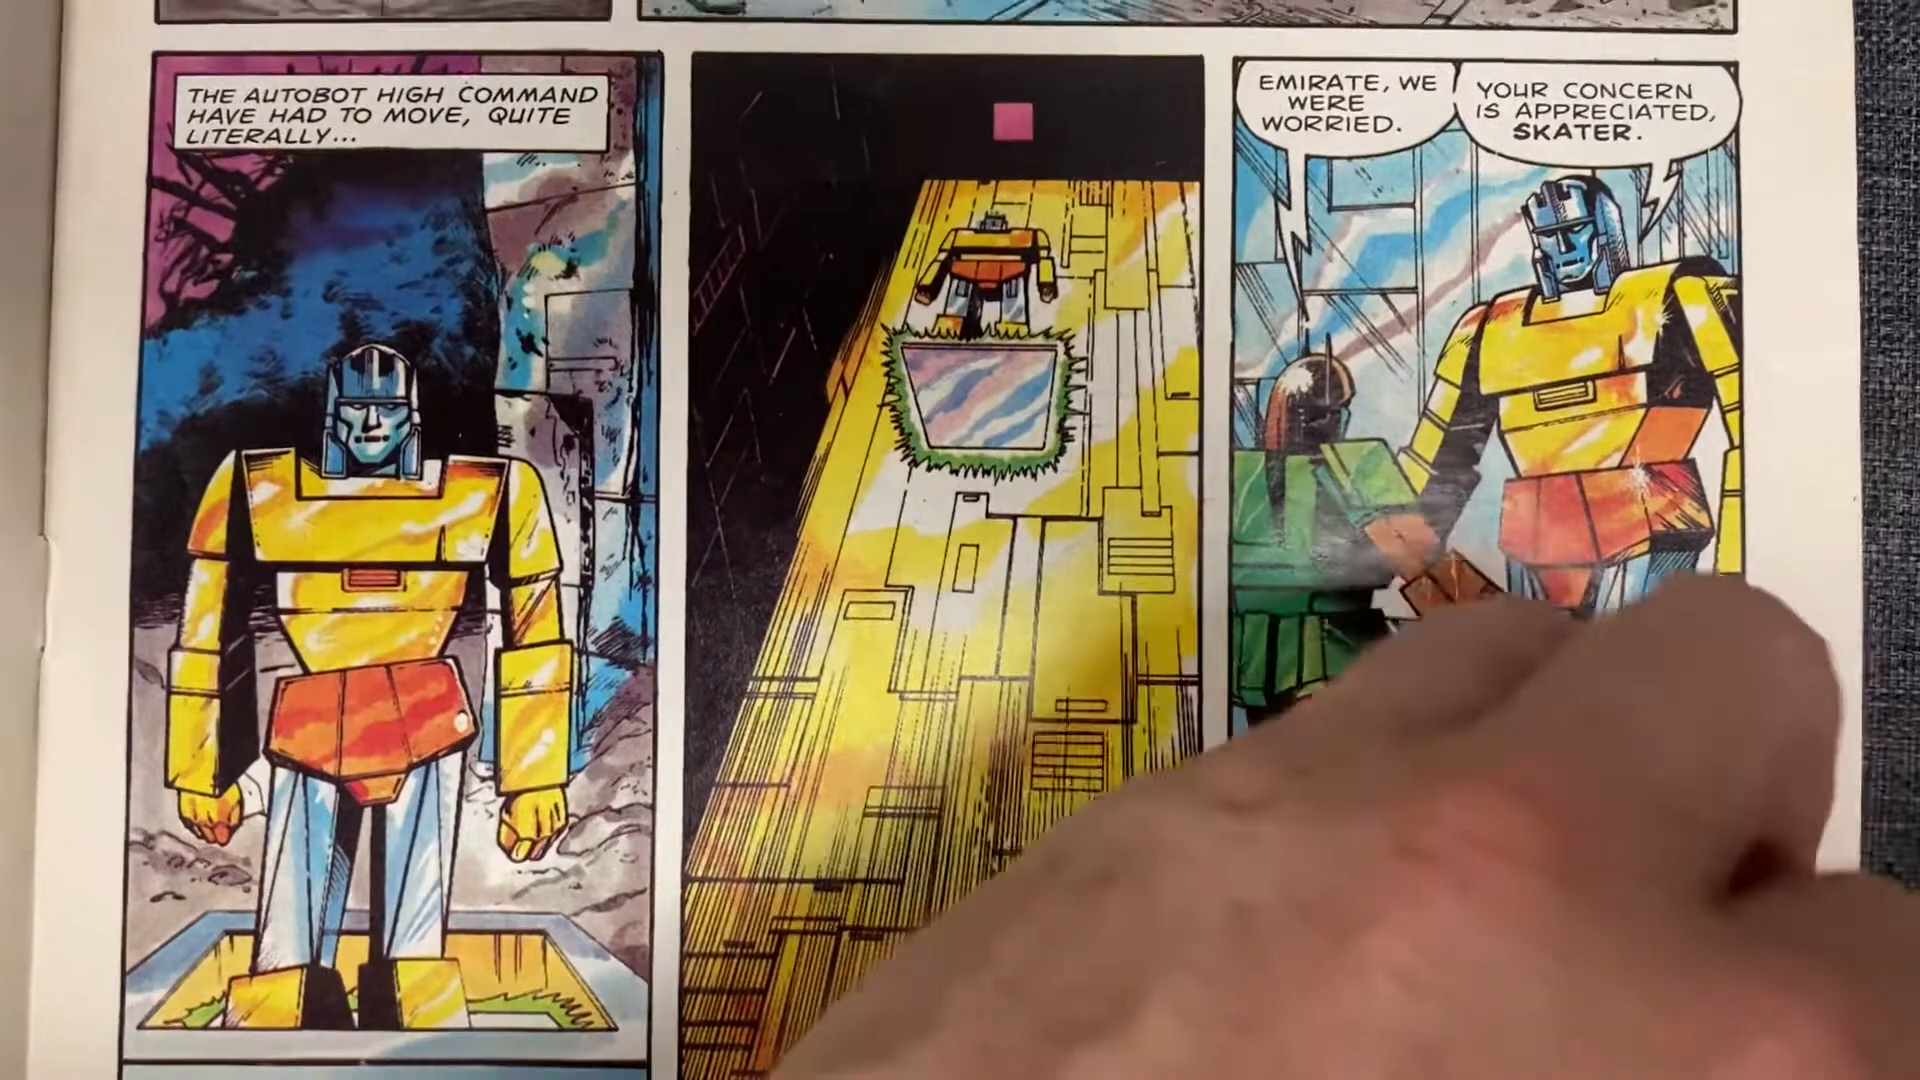 THE AUTOBOT HIGH COMMAND
HAVE HAD TO MOVE, QUITE
LITERALLY...
EMIRATE, WE
WERE
WORRIED.
YOUR CONCERN
IS APPRECIATED,
SKATER.